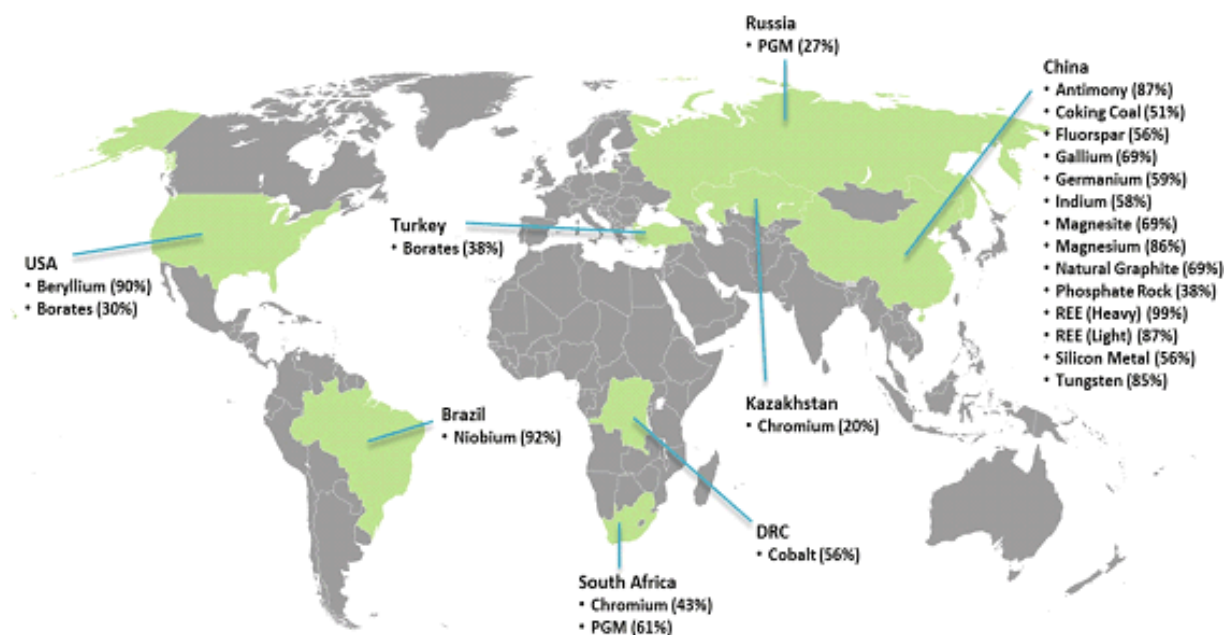 Russia
• PGM (27%)
China
• Antimony (87%)
• Coking Coal (51%)
• Fluorspar (56%)
• Gallium (69%)
• Germanium (59%)
• Indium (58%)
• Magnesite (69%)
• Magnesium (86%)
• Natural Graphite (69%)
• Phosphate Rock (38%)
• REE (Heavy) (99%)
• REE (Light) (87%)
• Silicon Metal (56%)
• Tungsten (85%)
Turkey
• Borates (38%)
USA
• Beryllium (90%)
• Borates (30%)
Kazakhstan
• Chromium (20%)
Brazil
• Niobium (92%)
DRC
• Cobalt (56%)
South Africa
• Chromium (43%)
• PGM (61%)